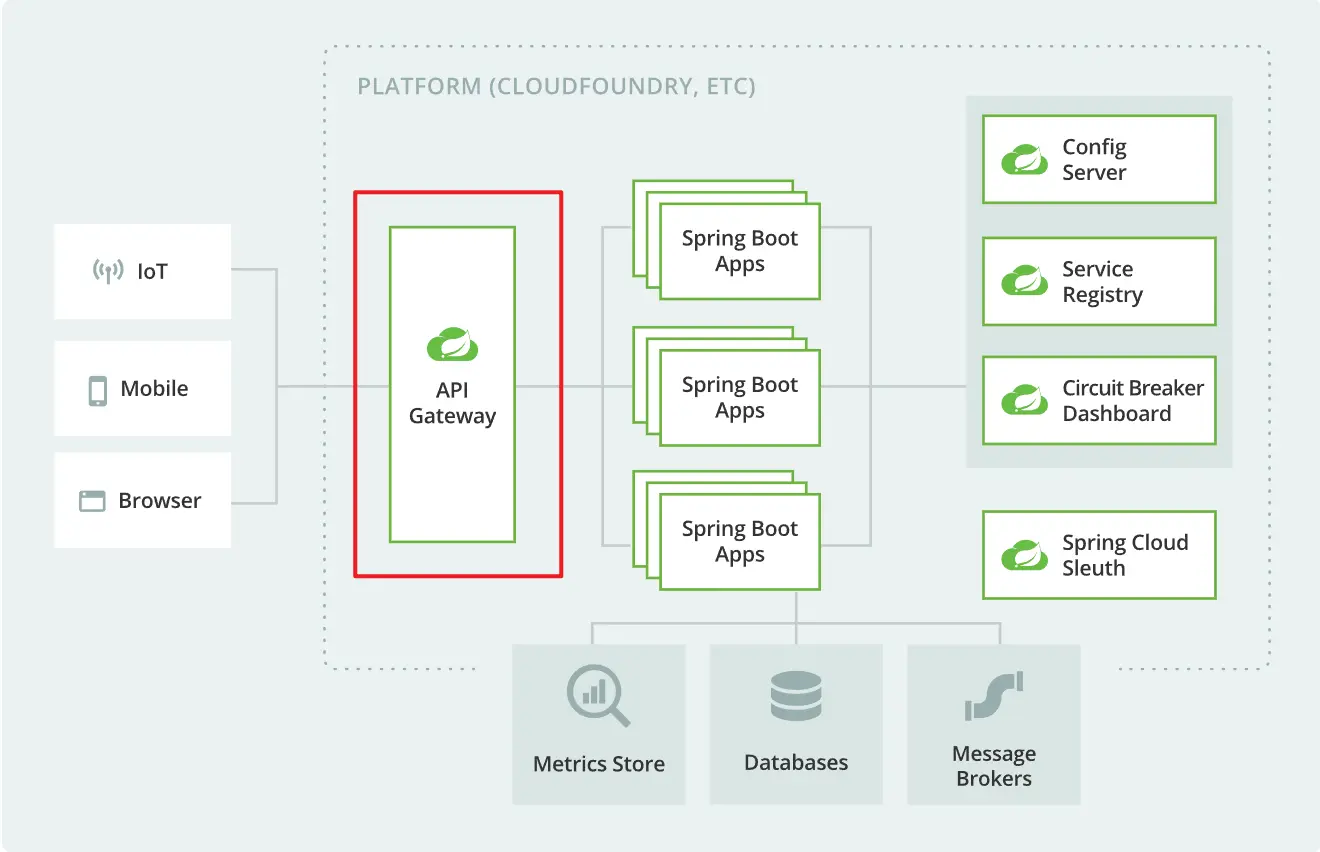 PLATFORM (CLOUDFOUNDRY, ETC)
IoT
Mobile
Browser
API
Gateway
Spring Boot
Apps
Spring Boot
Apps
Spring Boot
Apps
Config
Server
Service
Registry
Circuit Breaker
Dashboard
Spring Cloud
Sleuth
Metrics Store
Databases
Message
Brokers